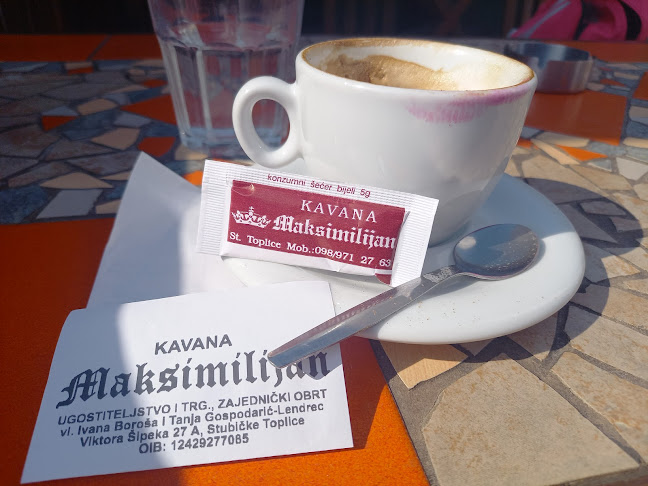 konzumni šećer bijeli 5g
KAVANA
Maksimilijan
St. Toplice Mob.:098/971 27 63
KAVANA
Maksimilijan
UGOSTITELJSTVO I TRG., ZAJEDNIČKI OBRT
vl. Ivana Boroša i Tanja Gospodarić-Lendrec
Viktora Šipeka 27 A, Stubičke Toplice
OIB: 12429277085